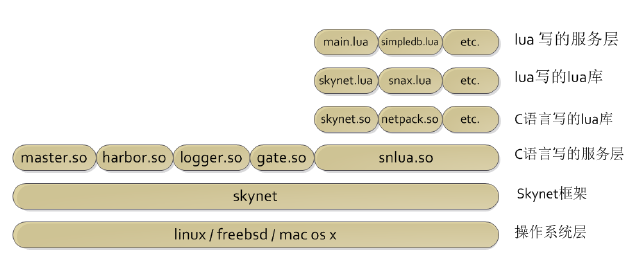 main.lua simpledb.lua etc. lua 写的服务层
skynet.lua snax.lua etc. lua写的lua库
skynet.so netpack.so etc. C语言写的lua库
master.so harbor.so logger.so gate.so snlua.so C语言写的服务层
skynet Skynet框架
linux / freebsd / mac os x 操作系统层